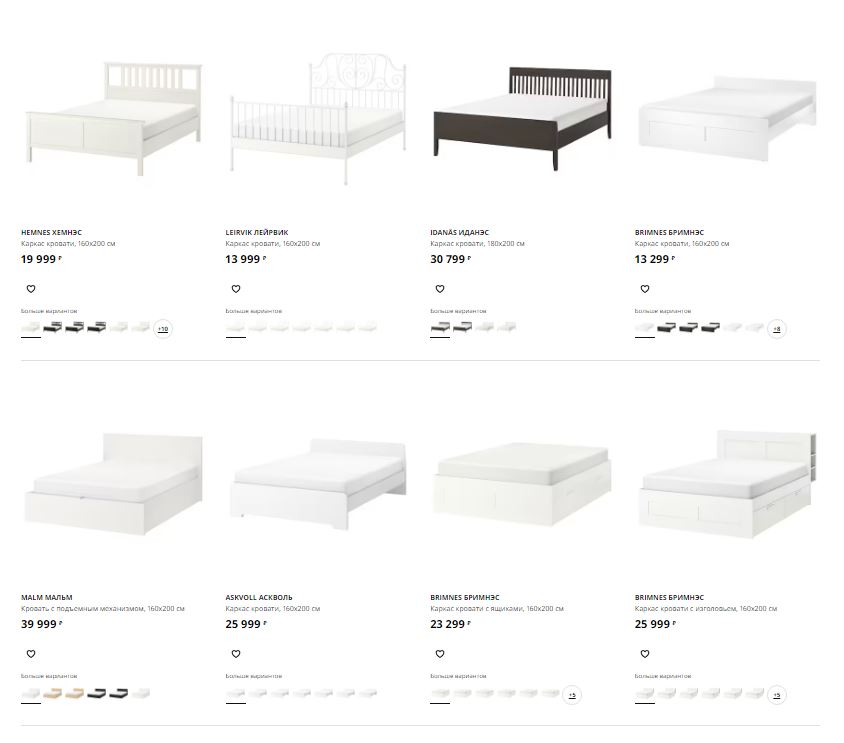 HEMNES ХЕМНЭС
Каркас кровати, 160x200 см
19 999 ₽
Больше вариантов
+10
LEIRVIK ЛЕЙРВИК
Каркас кровати, 160x200 см
13 999 ₽
Больше вариантов
IDANÄS ИДАНЭС
Каркас кровати, 180x200 см
30 799 ₽
Больше вариантов
BRIMNES БРИМНЭС
Каркас кровати, 160x200 см
13 299 ₽
Больше вариантов
+8
MALM МАЛЬМ
Кровать с подъемным механизмом, 160x200 см
39 999 ₽
Больше вариантов
ASKVOLL АСКВОЛЬ
Каркас кровати, 160x200 см
25 999 ₽
Больше вариантов
BRIMNES БРИМНЭС
Каркас кровати с ящиками, 160x200 см
23 299 ₽
Больше вариантов
+5
BRIMNES БРИМНЭС
Каркас кровати с изголовьем, 160x200 см
25 999 ₽
Больше вариантов
+5